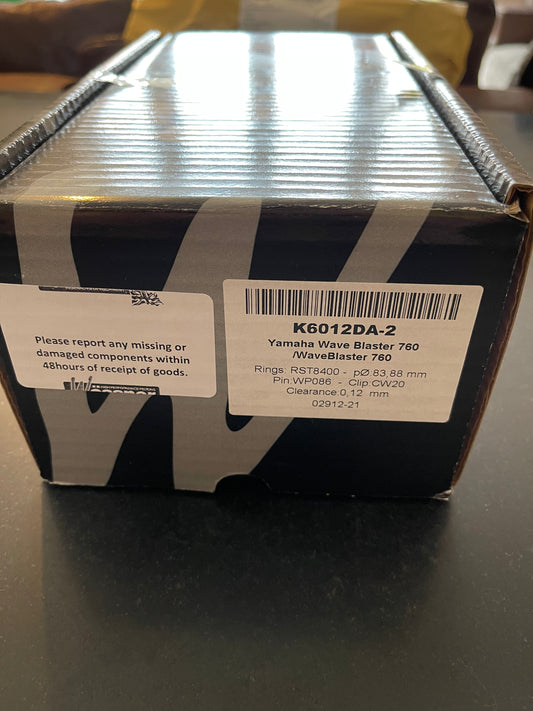 Please report any missing or
damaged components within
48hours of receipt of goods.
K6012DA-2
Yamaha Wave Blaster 760
/WaveBlaster 760
Rings: RST8400 - pØ:83,88 mm
Pin:WP086 - Clip:CW20
Clearance:0,12 mm
02912-21